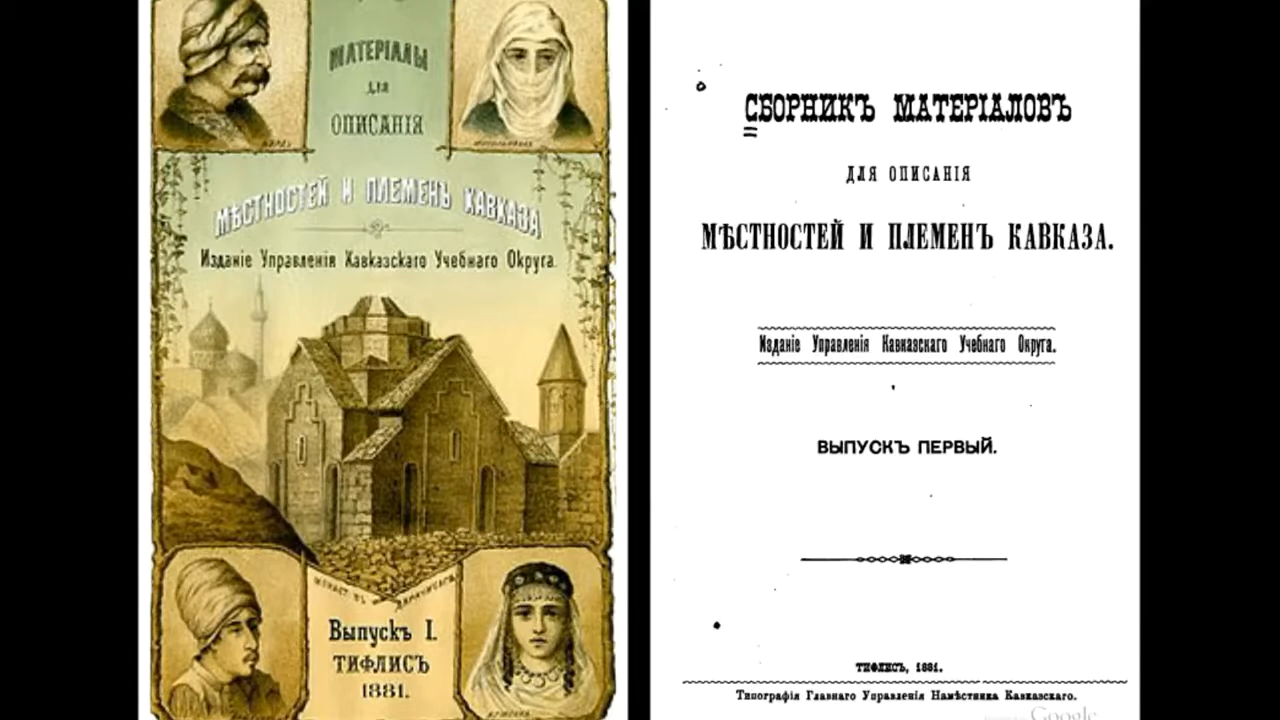 МАТЕРІАЛЫ
ДЛЯ
ОПИСАНІЯ
МѢСТНОСТЕЙ И ПЛЕМЕНЪ КАВКАЗА
Изданіе Управленія Кавказскаго Учебнаго Округа.
Выпускъ I.
ТИФЛИСЪ
1881.
СБОРНИКЪ МАТЕРІАЛОВЪ
ДЛЯ ОПИСАНІЯ
МѢСТНОСТЕЙ И ПЛЕМЕНЪ КАВКАЗА.
Изданіе Управленія Кавказскаго Учебнаго Округа.
ВЫПУСКЪ ПЕРВЫЙ.
ТИФЛИСЪ, 1881.
Типографія Главнаго Управленія Намѣстника Кавказскаго.
Google